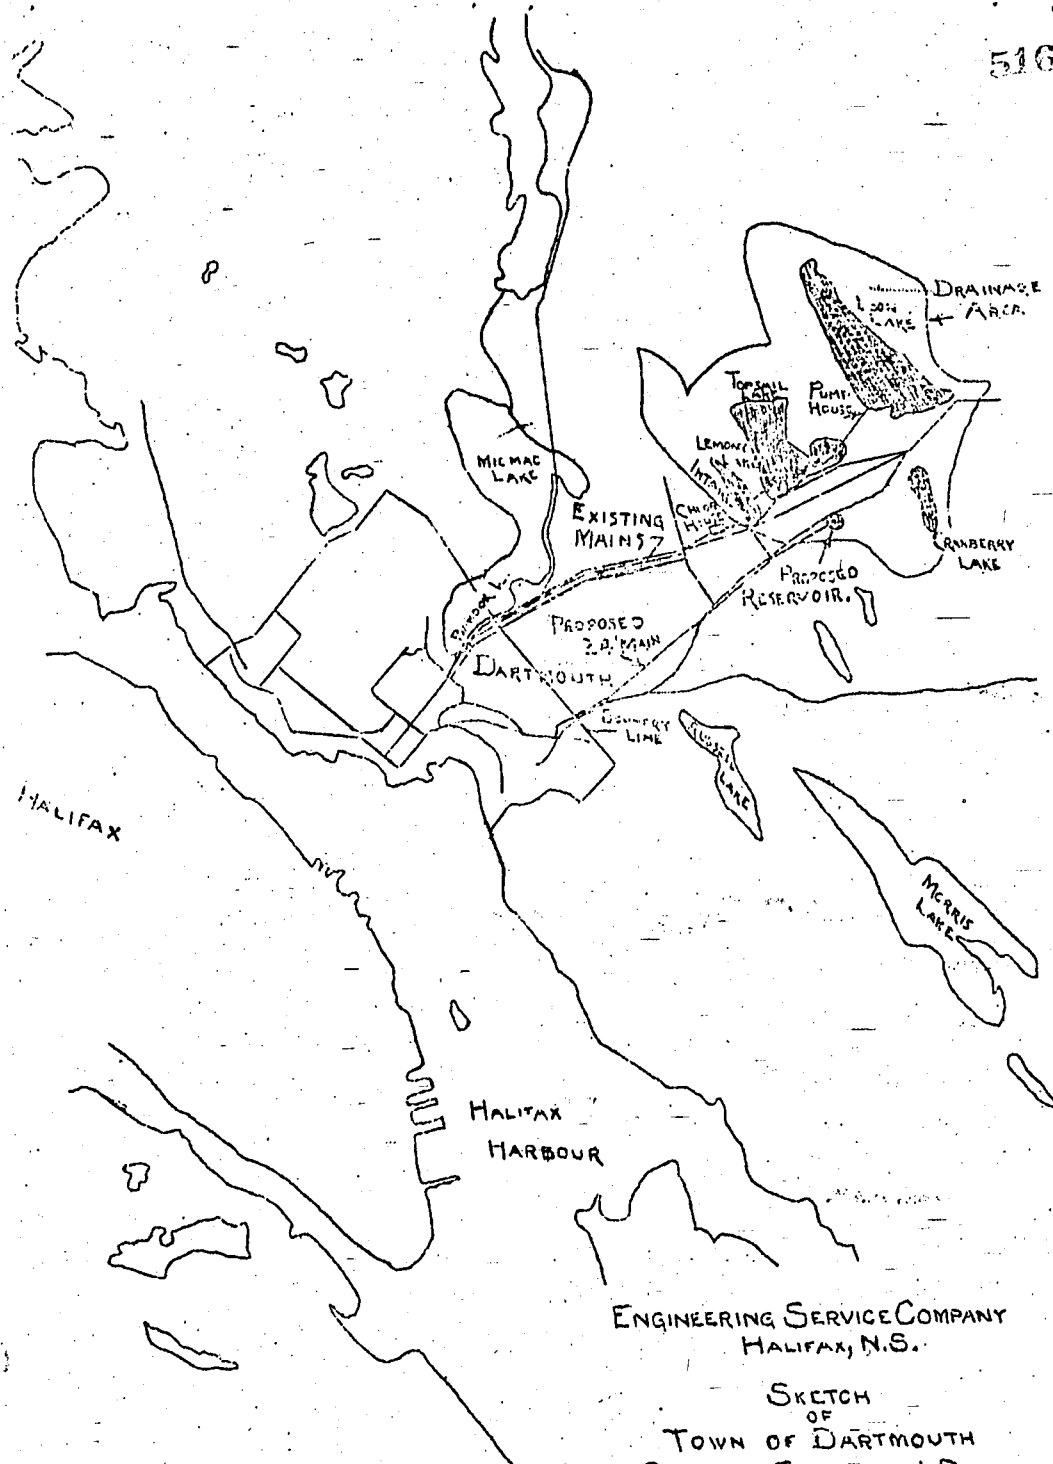 516
DRAINAGE
AREA.
LOON
LAKE
TOPSAIL
LAKE
PUMP
HOUSE
LEMONT
LAKE
INTAKE
MICMAC
LAKE
EXISTING
MAINS
HOUSE
CRANBERRY
LAKE
PROPOSED
RESERVOIR.
PROPOSED
MAIN
DARTMOUTH
BOUNDARY
LINE
LAKE
HALIFAX
MORRIS
LAKE
HALIFAX
HARBOUR
ENGINEERING SERVICE COMPANY
HALIFAX, N.S.
SKETCH
OF
TOWN OF DARTMOUTH